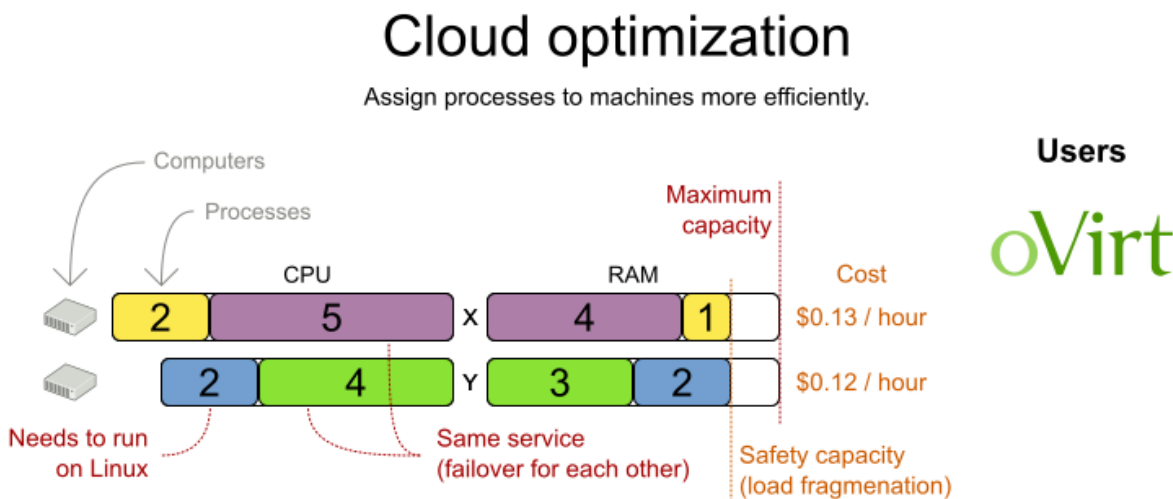 Cloud optimization
Assign processes to machines more efficiently.
Computers
Processes
Users
oVirt
Maximum
capacity
CPU
RAM
Cost
2
5
X
4
1
$0.13 / hour
2
4
Y
3
2
$0.12 / hour
Needs to run
on Linux
Same service
(failover for each other)
Safety capacity
(load fragmenation)